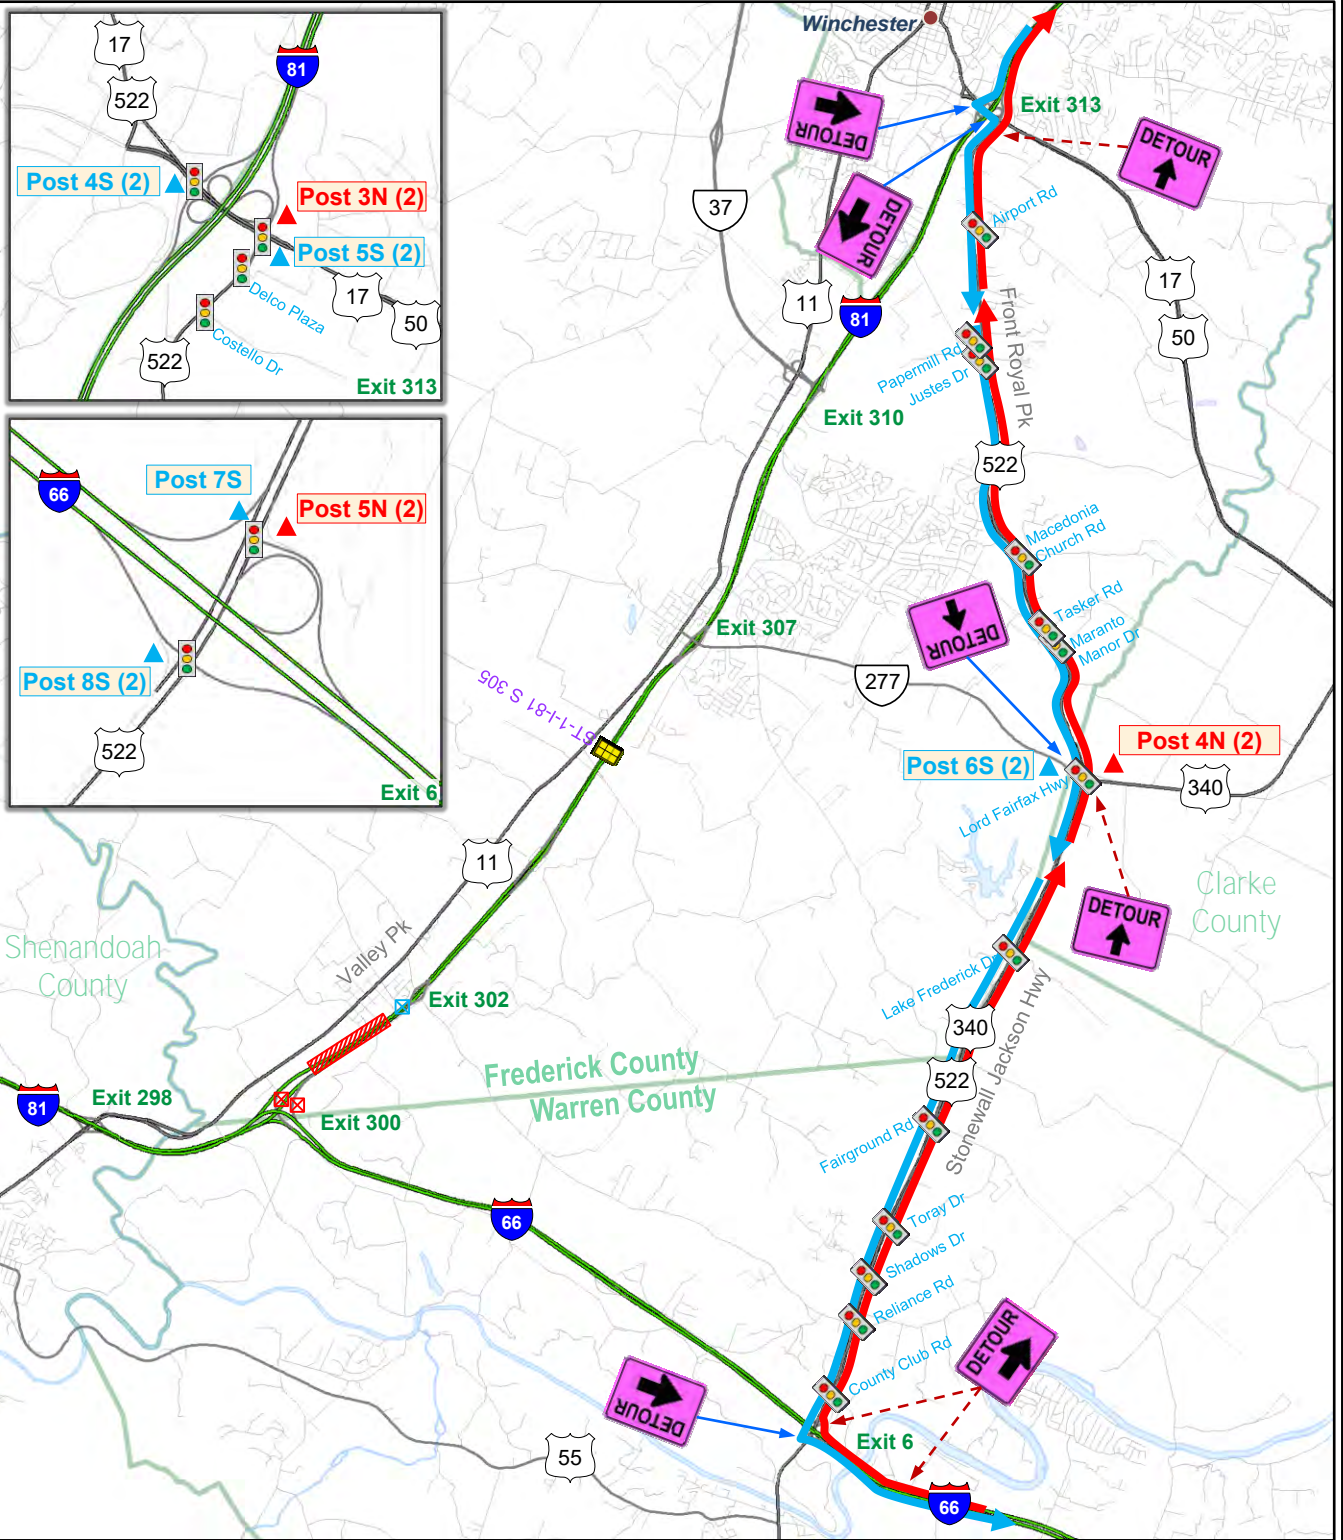 17
522
81
Post 4S (2)
Post 3N (2)
Post 5S (2)
Delco Plaza
17
50
Costello Dr
522
Exit 313
66
Post 7S
Post 5N (2)
Post 8S (2)
522
Exit 6
Winchester
DETOUR
Exit 313
DETOUR
37
DETOUR
Airport Rd
17
11
81
50
Front Royal Pk
Papermill Rd
Justes Dr
Exit 310
522
Macedonia
Church Rd
Tasker Rd
Maranto
Manor Dr
DETOUR
Exit 307
277
ST-1-I-81 S 305
Post 4N (2)
Post 6S (2)
340
Lord Fairfax Hwy
11
Clarke
County
DETOUR
Shenandoah
County
Valley Pk
Lake Frederick Dr
Exit 302
340
Stonewall Jackson Hwy
Frederick County
Warren County
522
81
Exit 298
Exit 300
Fairground Rd
66
Toray Dr
Shadows Dr
Reliance Rd
DETOUR
County Club Rd
DETOUR
Exit 6
55
66